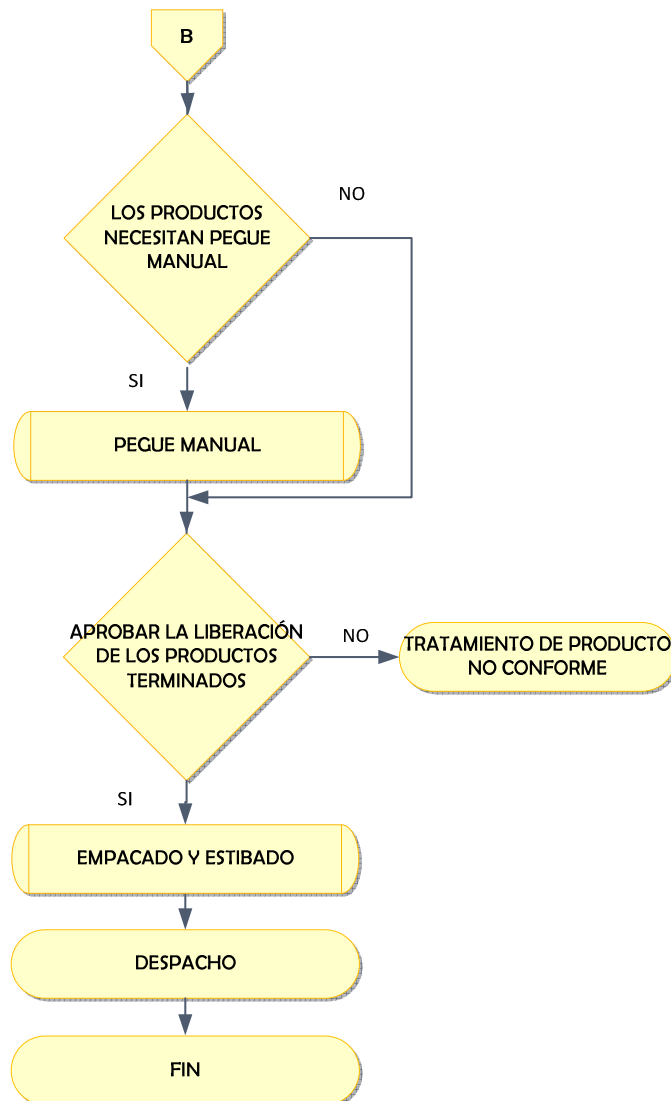 B
LOS PRODUCTOS
NECESITAN PEGUE
MANUAL
NO
SI
PEGUE MANUAL
APROBAR LA LIBERACIÓN
DE LOS PRODUCTOS
TERMINADOS
NO
TRATAMIENTO DE PRODUCTO
NO CONFORME
SI
EMPACADO Y ESTIBADO
DESPACHO
FIN